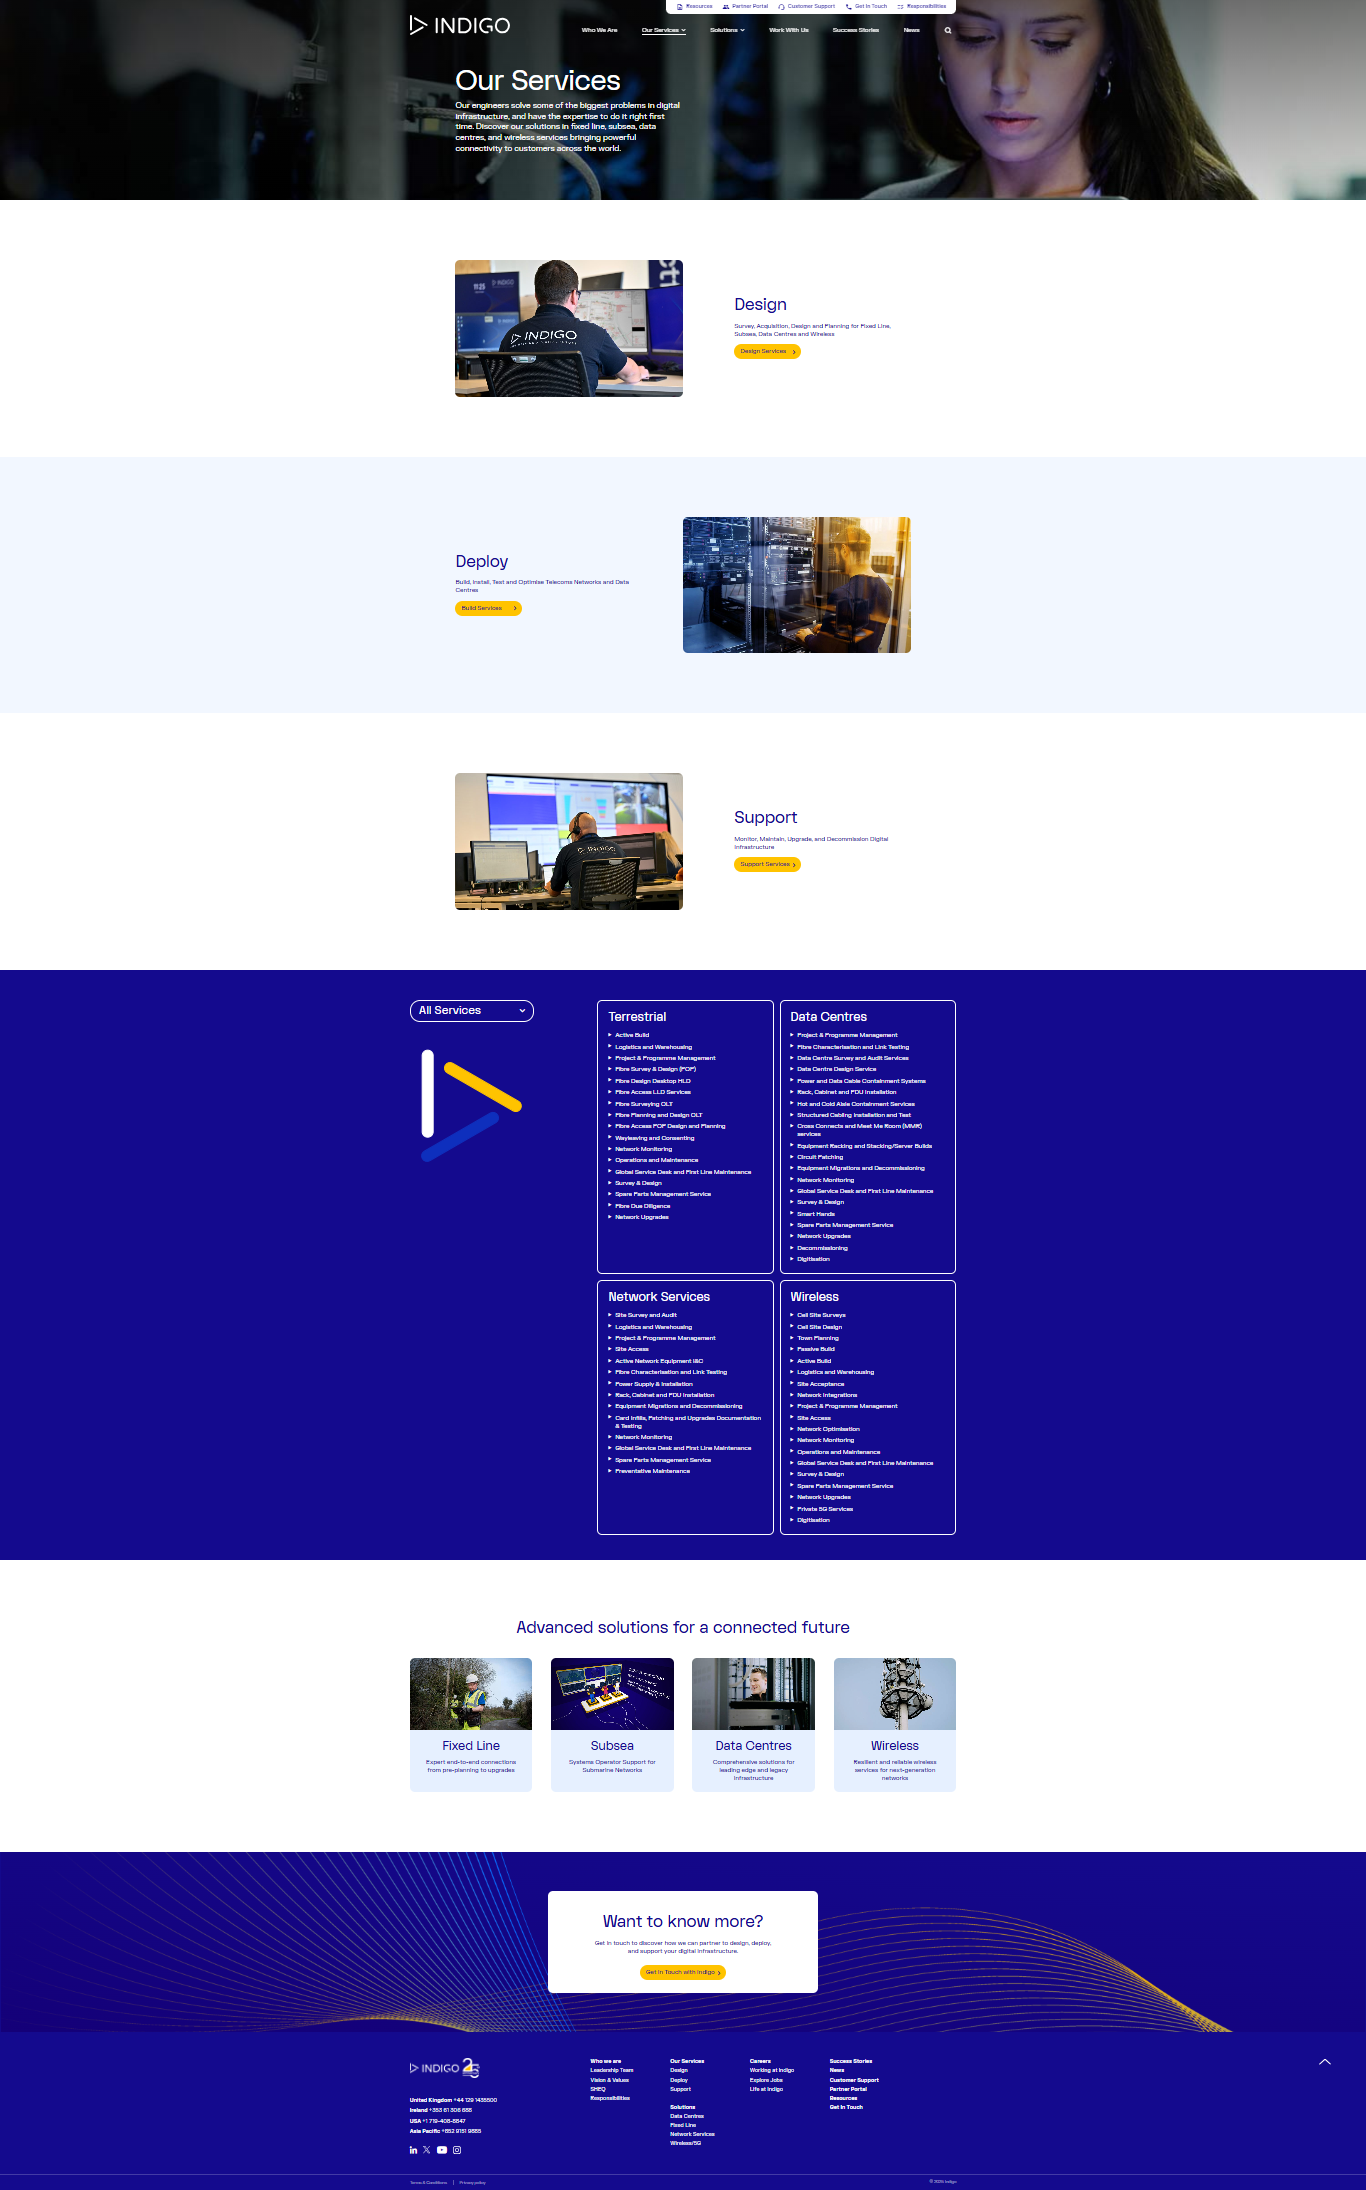 Resources
Partner Portal
Customer Support
Get In Touch
Responsibilities
INDIGO
Who We Are
Our Services
Solutions
Work With Us
Success Stories
News
Our Services
Our engineers solve some of the biggest problems in digital
infrastructure, and have the expertise to do it right first
time. Discover our solutions in fixed line, subsea, data
centres, and wireless services bringing powerful
connectivity to customers across the world.
INDIGO
Design
Survey, Acquisition, Design and Planning for Fixed Line,
Subsea, Data Centres and Wireless
Design Services
Deploy
Build, Install, Test and Optimise Telecoms Networks and Data
Centres
Build Services
INDIGO
Support
Monitor, Maintain, Upgrade, and Decommission Digital
Infrastructure
Support Services
All Services
Terrestrial
Active Build
Logistics and Warehousing
Project & Programme Management
Fibre Survey & Design (POP)
Fibre Design Desktop HLD
Fibre Access LLD Services
Fibre Surveying OLT
Fibre Planning and Design OLT
Fibre Access POP Design and Planning
Wayleaving and Consenting
Network Monitoring
Operations and Maintenance
Global Service Desk and First Line Maintenance
Survey & Design
Spare Parts Management Service
Fibre Due Diligence
Network Upgrades
Data Centres
Project & Programme Management
Fibre Characterisation and Link Testing
Data Centre Survey and Audit Services
Data Centre Design Service
Power and Data Cable Containment Systems
Rack, Cabinet and PDU Installation
Hot and Cold Aisle Containment Services
Structured Cabling Installation and Test
Cross Connects and Meet Me Room (MMR)
services
Equipment Racking and Stacking/Server Builds
Circuit Patching
Equipment Migrations and Decommissioning
Network Monitoring
Global Service Desk and First Line Maintenance
Survey & Design
Smart Hands
Spare Parts Management Service
Network Upgrades
Decommissioning
Digitisation
Network Services
Site Survey and Audit
Logistics and Warehousing
Project & Programme Management
Site Access
Active Network Equipment I&C
Fibre Characterisation and Link Testing
Power Supply & Installation
Rack, Cabinet and PDU Installation
Equipment Migrations and Decommissioning
Card Infills, Patching and Upgrades Documentation
& Testing
Network Monitoring
Global Service Desk and First Line Maintenance
Spare Parts Management Service
Preventative Maintenance
Wireless
Cell Site Surveys
Cell Site Design
Town Planning
Passive Build
Active Build
Logistics and Warehousing
Site Acceptance
Network Integrations
Project & Programme Management
Site Access
Network Optimisation
Network Monitoring
Operations and Maintenance
Global Service Desk and First Line Maintenance
Survey & Design
Spare Parts Management Service
Network Upgrades
Private 5G Services
Digitisation
Advanced solutions for a connected future
Fixed Line
Expert end-to-end connections
from pre-planning to upgrades
Subsea
Systems Operator Support for
Submarine Networks
Data Centres
Comprehensive solutions for
leading edge and legacy
infrastructure
Wireless
Resilient and reliable wireless
services for next-generation
networks
Want to know more?
Get in touch to discover how we can partner to design, deploy,
and support your digital infrastructure.
Get In Touch with Indigo
INDIGO 25
United Kingdom +44 129 1435500
Ireland +353 61 306 688
USA +1 719-408-8847
Asia Pacific +852 9151 9885
Who we are
Leadership Team
Vision & Values
SHEQ
Responsibilities
Our Services
Design
Deploy
Support
Solutions
Data Centres
Fixed Line
Network Services
Wireless/5G
Careers
Working at Indigo
Explore Jobs
Life at Indigo
Success Stories
News
Customer Support
Partner Portal
Resources
Get In Touch
Terms & Conditions | Privacy policy
© 2025 Indigo